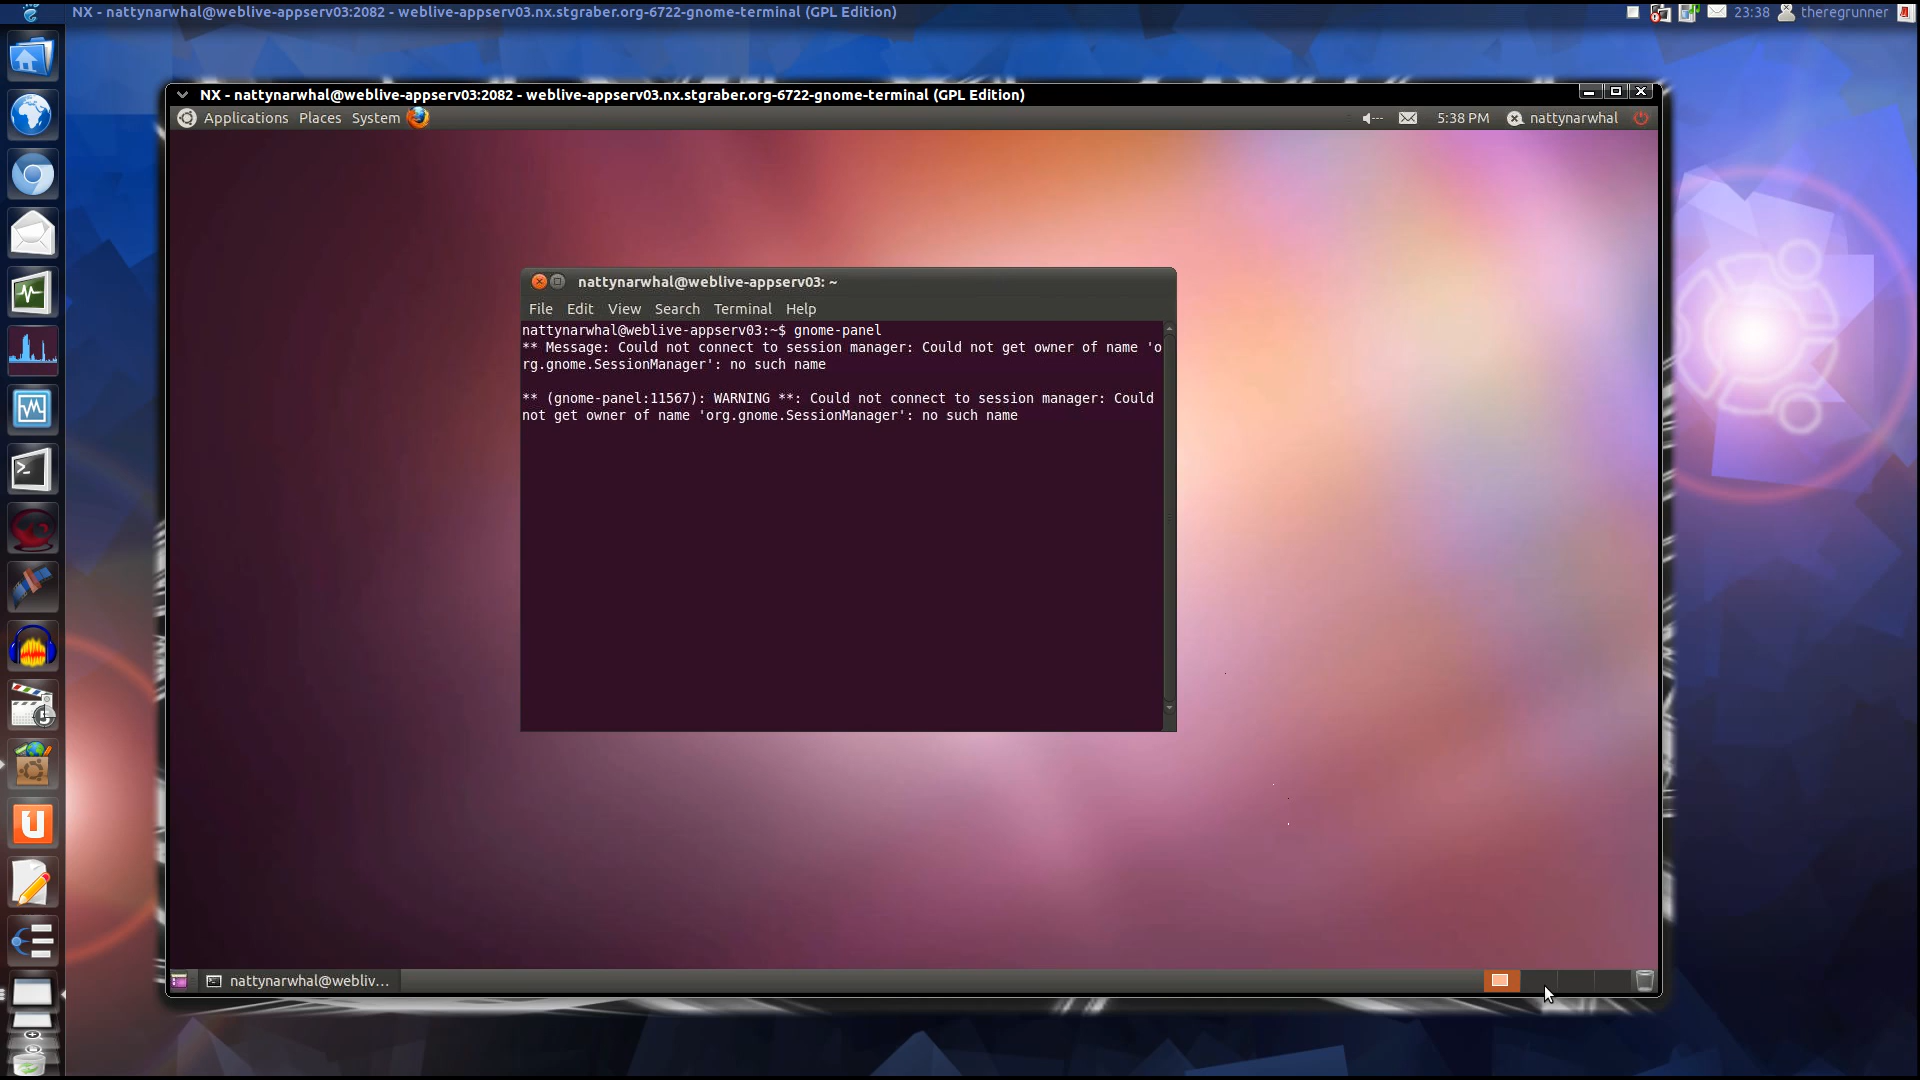 NX - nattynarwhal@weblive-appserv03:2082 - weblive-appserv03.nx.stgraber.org-6722-gnome-terminal (GPL Edition)
23:38 theregrunner
NX - nattynarwhal@weblive-appserv03:2082 - weblive-appserv03.nx.stgraber.org-6722-gnome-terminal (GPL Edition)
Applications Places System
5:38 PM nattynarwhal
nattynarwhal@weblive-appserv03: ~
File Edit View Search Terminal Help
nattynarwhal@weblive-appserv03:~$ gnome-panel
** Message: Could not connect to session manager: Could not get owner of name 'o
rg.gnome.SessionManager': no such name
** (gnome-panel:11567): WARNING **: Could not connect to session manager: Could
not get owner of name 'org.gnome.SessionManager': no such name
nattynarwhal@webliv...